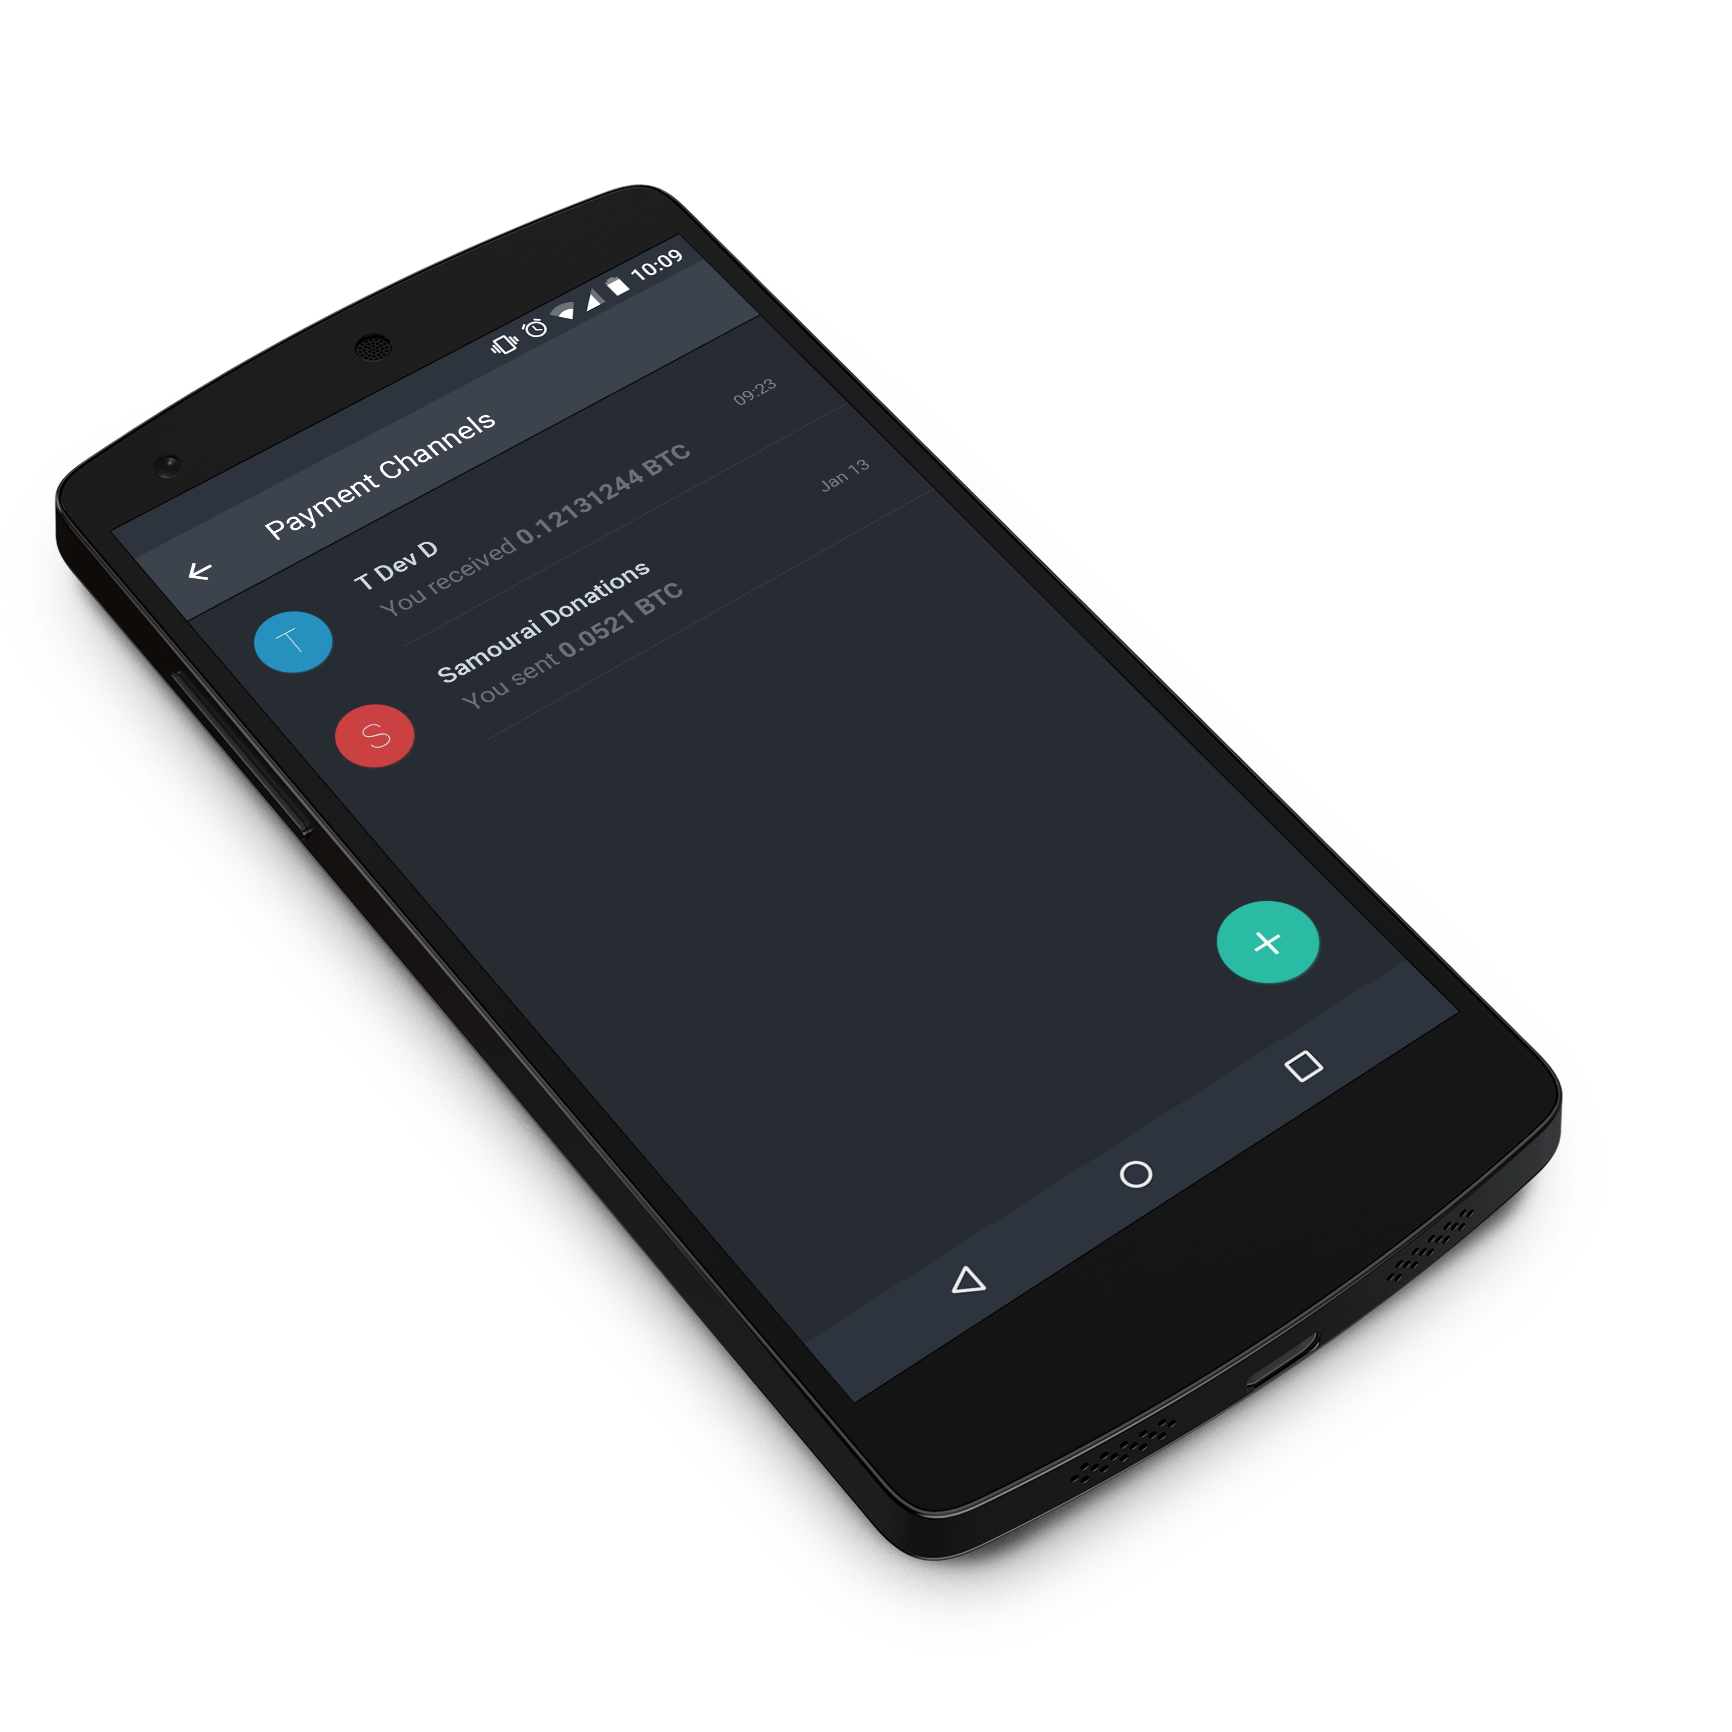 10:09
Payment Channels
T
T Dev D
09:23
You received 0.12131244 BTC
S
Samourai Donations
Jan 13
You sent 0.0521 BTC